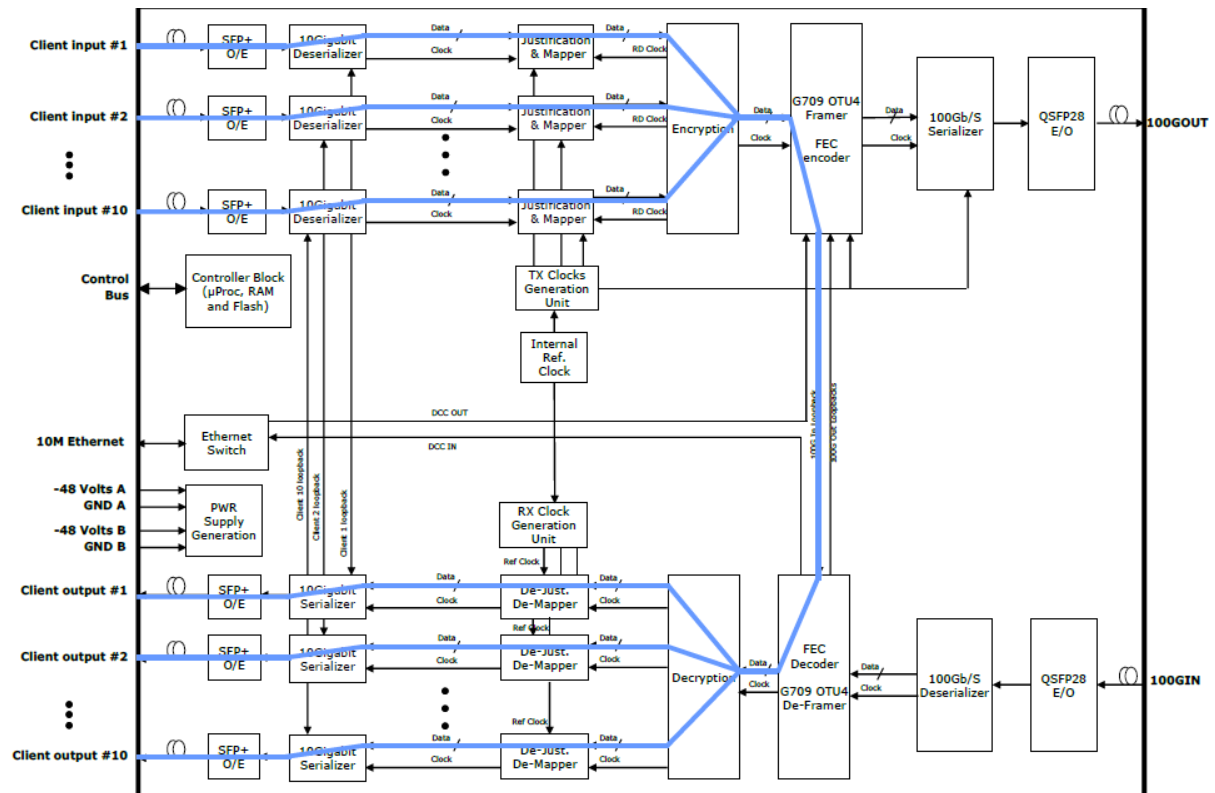 Client input #1
SFP+
O/E
10Gigabit
Deserializer
Data
Clock
Justification
& Mapper
Data
RD Clock
Client input #2
SFP+
O/E
10Gigabit
Deserializer
Data
Clock
Justification
& Mapper
Data
RD Clock
Encryption
Data
Clock
G709 OTU4
Framer
FEC
encoder
Data
Clock
100Gb/S
Serializer
QSFP28
E/O
100GOUT
Client input #10
SFP+
O/E
10Gigabit
Deserializer
Data
Clock
Justification
& Mapper
Data
RD Clock
Control
Bus
Controller Block
(µProc, RAM
and Flash)
TX Clocks
Generation
Unit
Internal
Ref.
Clock
10M Ethernet
Ethernet
Switch
DCC OUT
DCC IN
100G In Loopback
100G Out Loopbacks
Client 10 loopback
Client 2 loopback
Client 1 loopback
-48 Volts A
GND A
-48 Volts B
GND B
PWR
Supply
Generation
RX Clock
Generation
Unit
Ref Clock
Client output #1
SFP+
O/E
10Gigabit
Serializer
Data
Clock
De-Just.
De-Mapper
Data
Clock
Ref Clock
Client output #2
SFP+
O/E
10Gigabit
Serializer
Data
Clock
De-Just.
De-Mapper
Data
Clock
Decryption
Data
Clock
FEC
Decoder
G709 OTU4
De-Framer
Data
Clock
100Gb/S
Deserializer
QSFP28
E/O
100GIN
Ref Clock
Client output #10
SFP+
O/E
10Gigabit
Serializer
Data
Clock
De-Just.
De-Mapper
Data
Clock